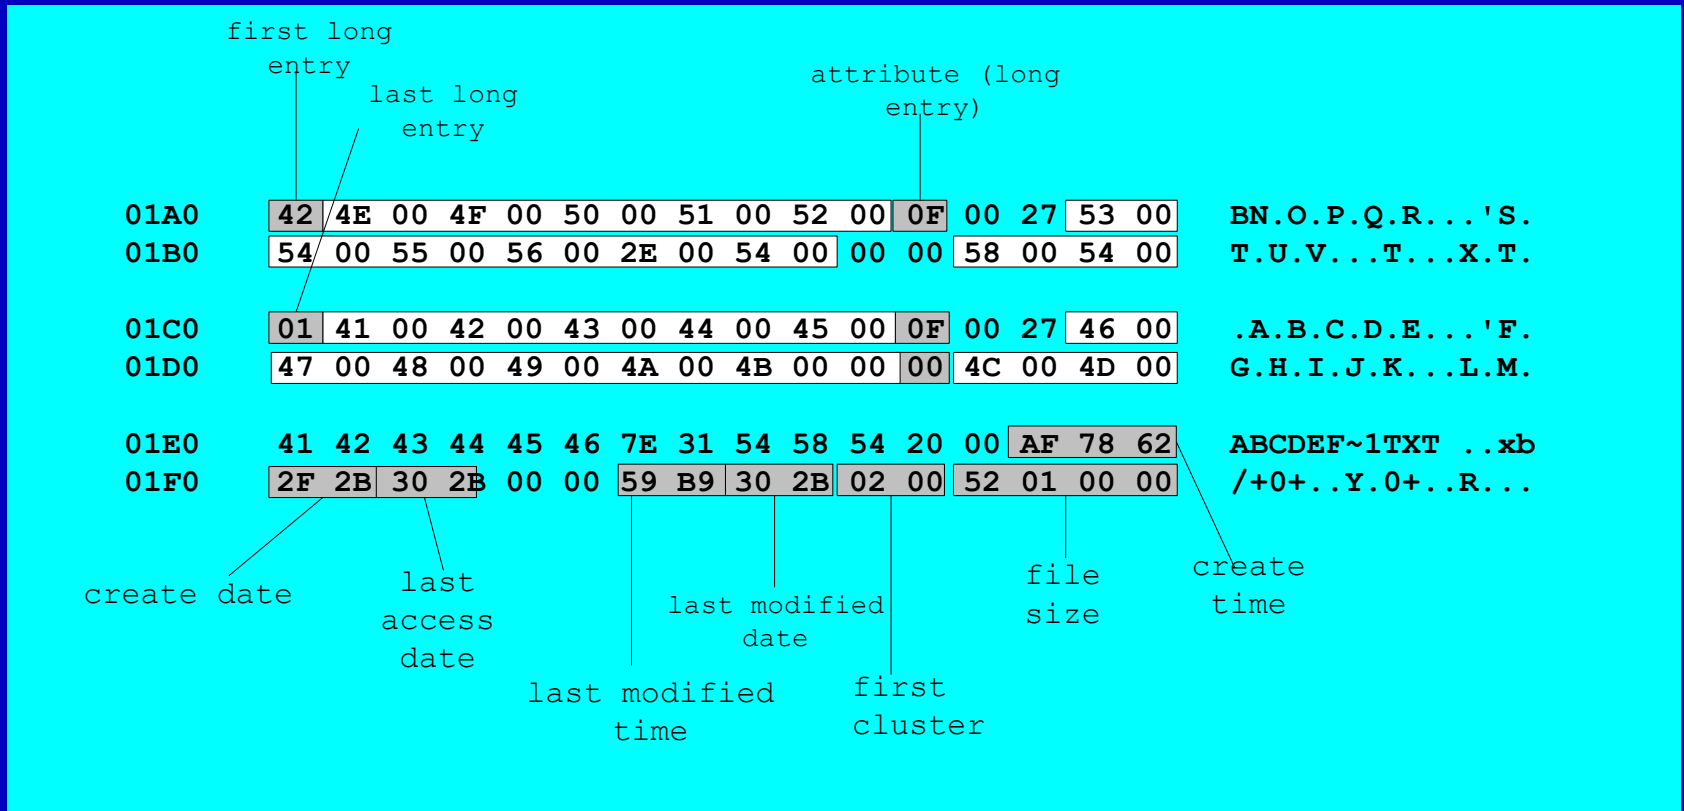 first long
entry
last long
entry
attribute (long
entry)
01A0 42 4E 00 4F 00 50 00 51 00 52 00 0F 00 27 53 00 BN.O.P.Q.R...'S.
01B0 54 00 55 00 56 00 2E 00 54 00 00 00 58 00 54 00 T.U.V...T...X.T.
01C0 01 41 00 42 00 43 00 44 00 45 00 0F 00 27 46 00 .A.B.C.D.E...'F.
01D0 47 00 48 00 49 00 4A 00 4B 00 00 00 4C 00 4D 00 G.H.I.J.K...L.M.
01E0 41 42 43 44 45 46 7E 31 54 58 54 20 00 AF 78 62 ABCDEF~1TXT ..xb
01F0 2F 2B 30 2B 00 00 59 B9 30 2B 02 00 52 01 00 00 /+0+..Y.0+..R...
create date
last
access
date
last modified
time
last modified
date
first
cluster
file
size
create
time